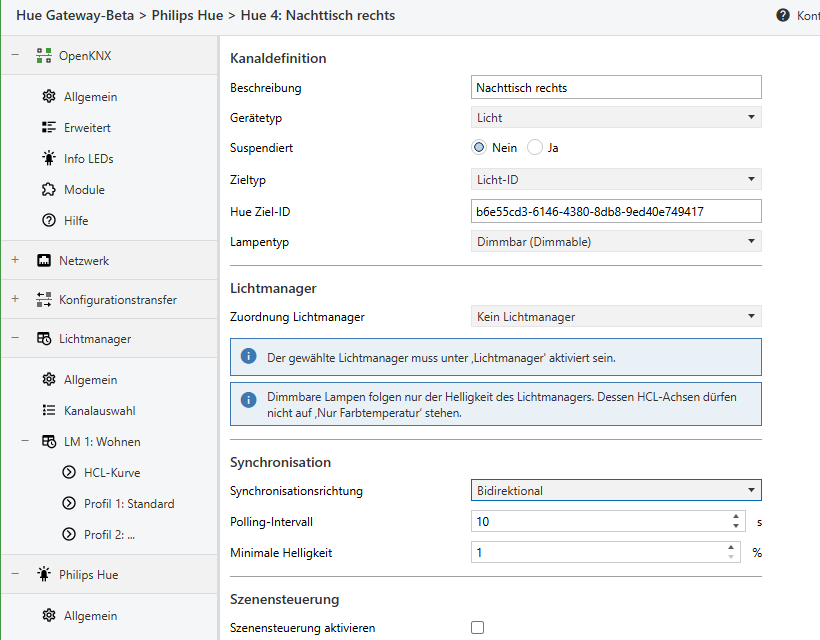 Hue Gateway-Beta > Philips Hue > Hue 4: Nachttisch rechts
Kont
OpenKNX
Allgemein
Erweitert
Info LEDs
Module
Hilfe
Netzwerk
Konfigurationstransfer
Lichtmanager
Allgemein
Kanalauswahl
LM 1: Wohnen
HCL-Kurve
Profil 1: Standard
Profil 2: ...
Philips Hue
Allgemein
Kanaldefinition
Beschreibung Nachttisch rechts
Gerätetyp Licht
Suspendiert Nein Ja
Zieltyp Licht-ID
Hue Ziel-ID b6e55cd3-6146-4380-8db8-9ed40e749417
Lampentyp Dimmbar (Dimmable)
Lichtmanager
Zuordnung Lichtmanager Kein Lichtmanager
Der gewählte Lichtmanager muss unter ‚Lichtmanager' aktiviert sein.
Dimmbare Lampen folgen nur der Helligkeit des Lichtmanagers. Dessen HCL-Achsen dürfen
nicht auf ‚Nur Farbtemperatur' stehen.
Synchronisation
Synchronisationsrichtung Bidirektional
Polling-Intervall 10 s
Minimale Helligkeit 1 %
Szenensteuerung
Szenensteuerung aktivieren